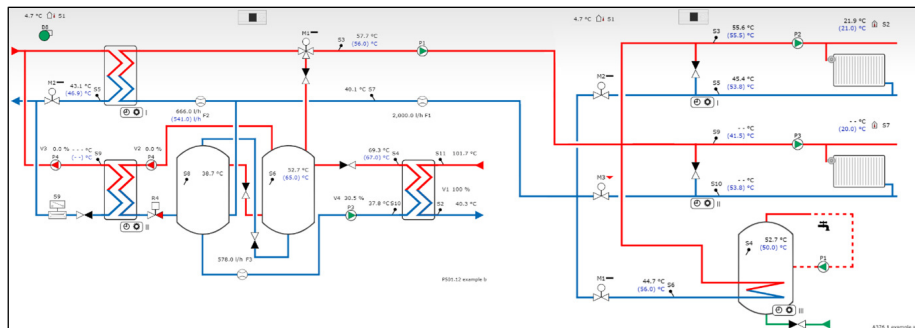 4.7 °C S1
S5
M1
S3
57.7 °C
(56.0) °C
P1
M2
43.1 °C
(46.9) °C
S5
I
666.0 l/h
(541.0) l/h
F2
40.1 °C S7
2,000.0 l/h F1
V3 0.0 % - - - °C
(- -) °C
S9
V2 0.0 %
P4
P4
S9
R4
II
S8 38.7 °C
S6
52.7 °C
(65.0) °C
69.3 °C
(67.0) °C
S4
S11 101.7 °C
V1 100 %
V4 30.5 %
37.8 °C S10
P3
S2 40.3 °C
578.0 l/h F3
P501.12 example b
4.7 °C S1
S3
55.6 °C
(55.5) °C
P2
21.9 °C
(21.0) °C
S2
M2
S5
45.4 °C
(53.8) °C
I
S9
- - °C
(41.5) °C
P3
- - °C
(20.0) °C
S7
M3
S10
- - °C
(53.8) °C
II
S4
52.7 °C
(50.0) °C
P1
M1
44.7 °C
(56.0) °C
S6
III